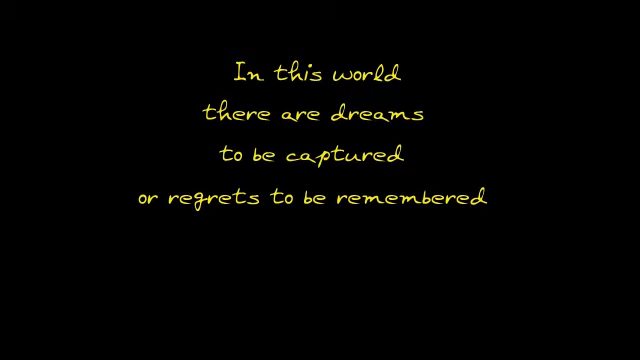 In this world
there are dreams
to be captured
or regrets to be remembered